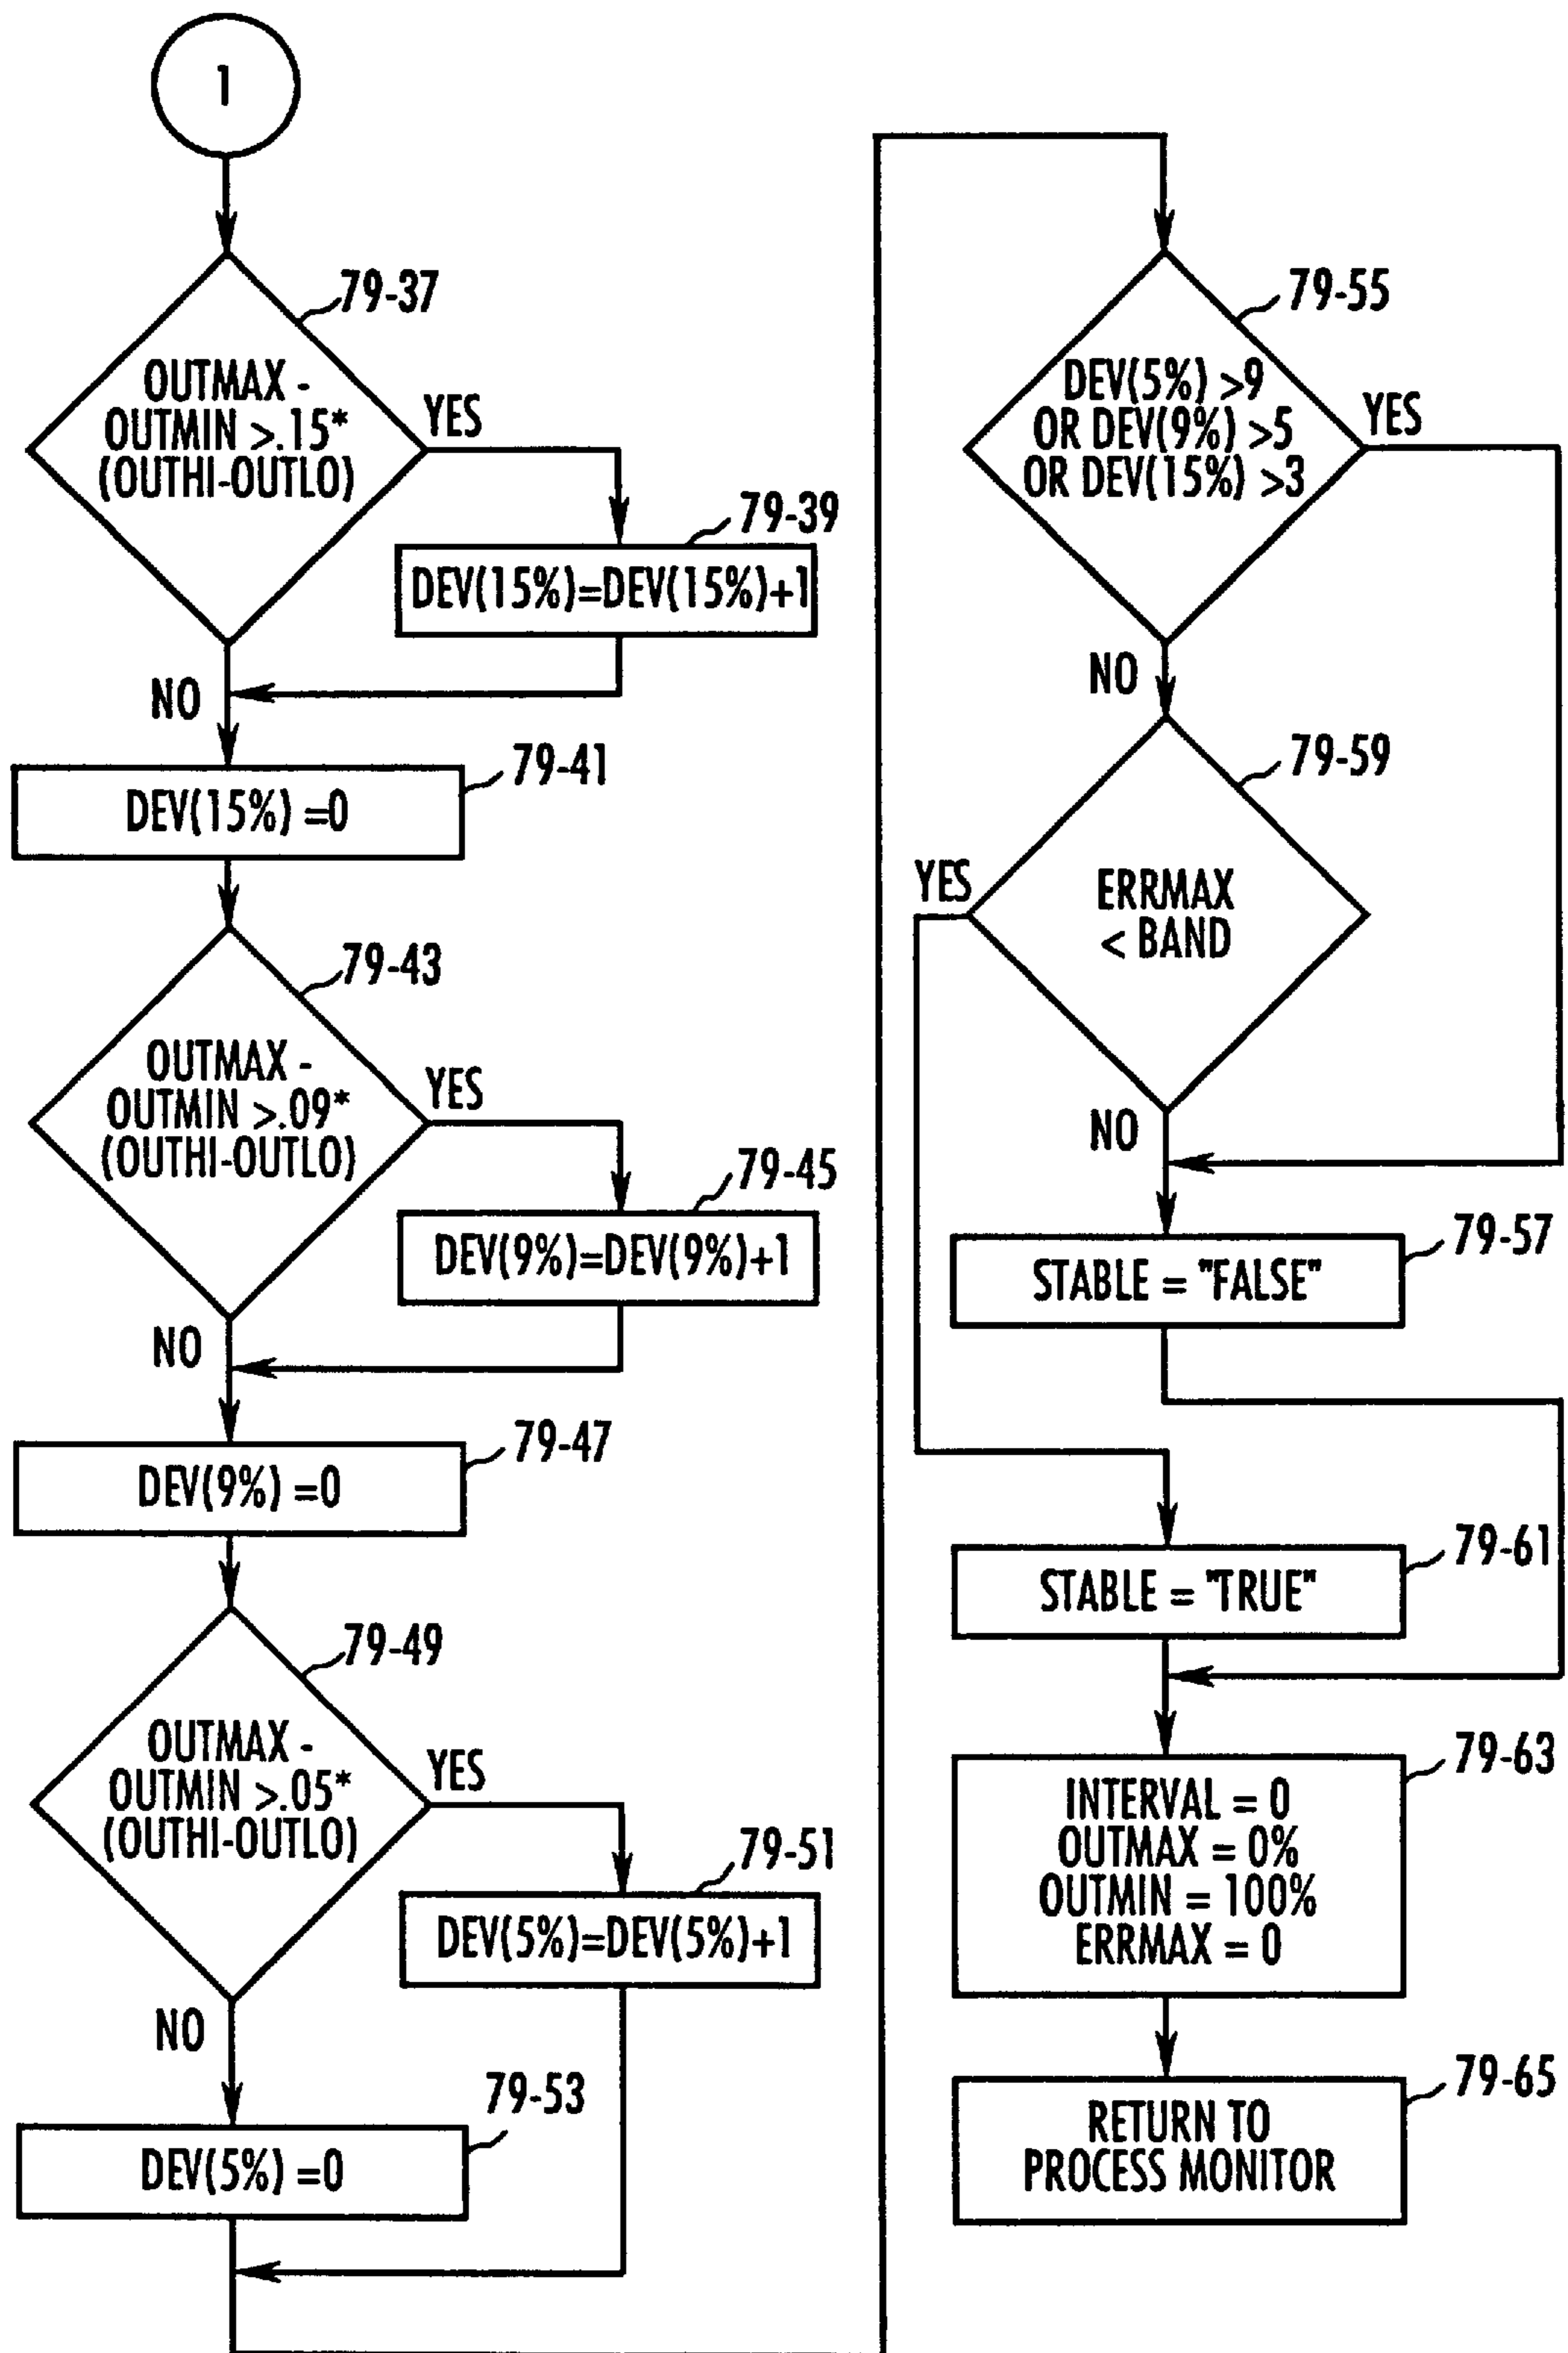 1
79-37
OUTMAX -
OUTMIN >.15*
(OUTHI-OUTLO)
YES
79-39
DEV(15%)=DEV(15%)+1
NO
79-41
DEV(15%) =0
79-43
OUTMAX -
OUTMIN >.09*
(OUTHI-OUTLO)
YES
79-45
DEV(9%)=DEV(9%)+1
NO
79-47
DEV(9%) =0
79-49
OUTMAX -
OUTMIN >.05*
(OUTHI-OUTLO)
YES
79-51
DEV(5%)=DEV(5%)+1
NO
79-53
DEV(5%) =0
79-55
DEV(5%) >9
OR DEV(9%) >5
OR DEV(15%) >3
YES
NO
79-59
YES
ERRMAX
< BAND
NO
79-57
STABLE = "FALSE"
79-61
STABLE = "TRUE"
79-63
INTERVAL = 0
OUTMAX = 0%
OUTMIN = 100%
ERRMAX = 0
79-65
RETURN TO
PROCESS MONITOR